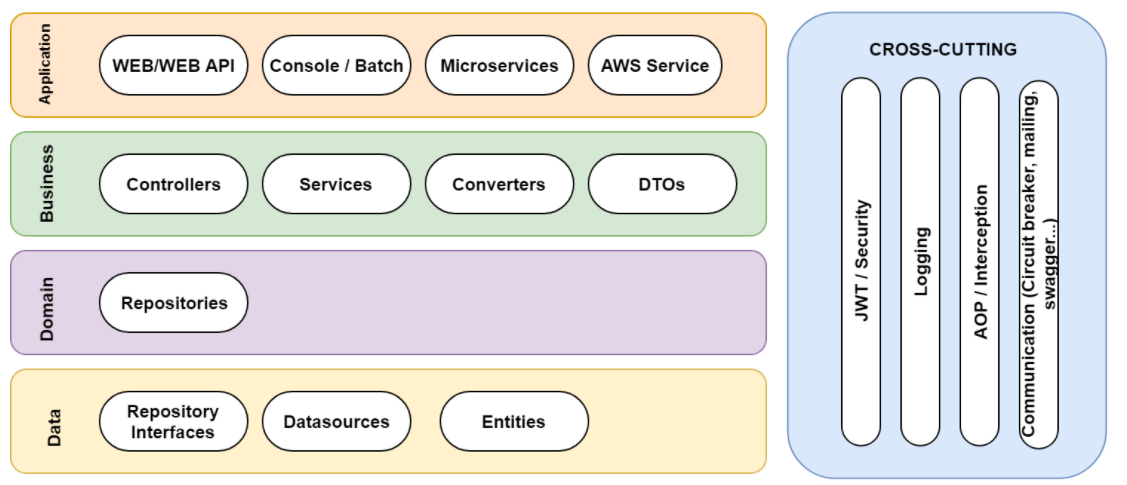 Application
WEB/WEB API
Console / Batch
Microservices
AWS Service
Business
Controllers
Services
Converters
DTOs
Domain
Repositories
Data
Repository
Interfaces
Datasources
Entities
CROSS-CUTTING
JWT / Security
Logging
AOP / Interception
Communication (Circuit breaker, mailing,
swagger...)